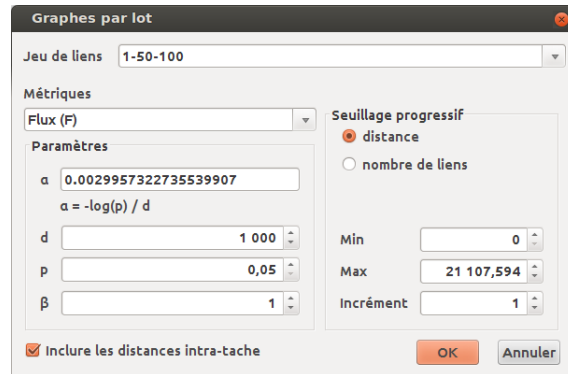 Graphes par lot
Jeu de liens 1-50-100
Métriques
Flux (F)
Paramètres
α 0.0029957322735539907
α = -log(p) / d
d 1 000
p 0,05
β 1
Seuillage progressif
distance
nombre de liens
Min 0
Max 21 107,594
Incrément 1
Inclure les distances intra-tache
OK Annuler